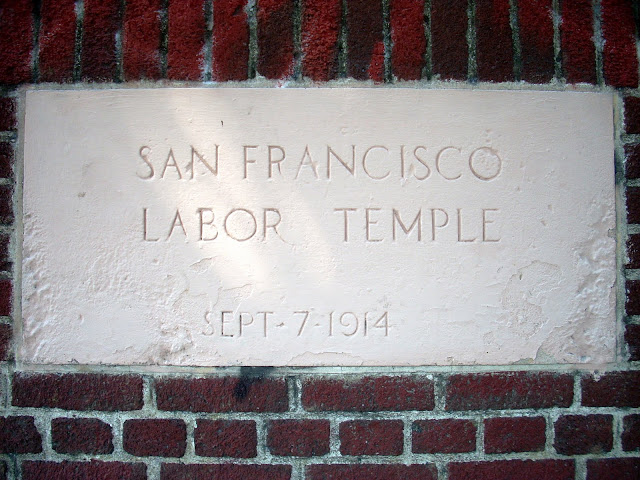 SAN FRANCISCO
LABOR TEMPLE
SEPT-7-1914